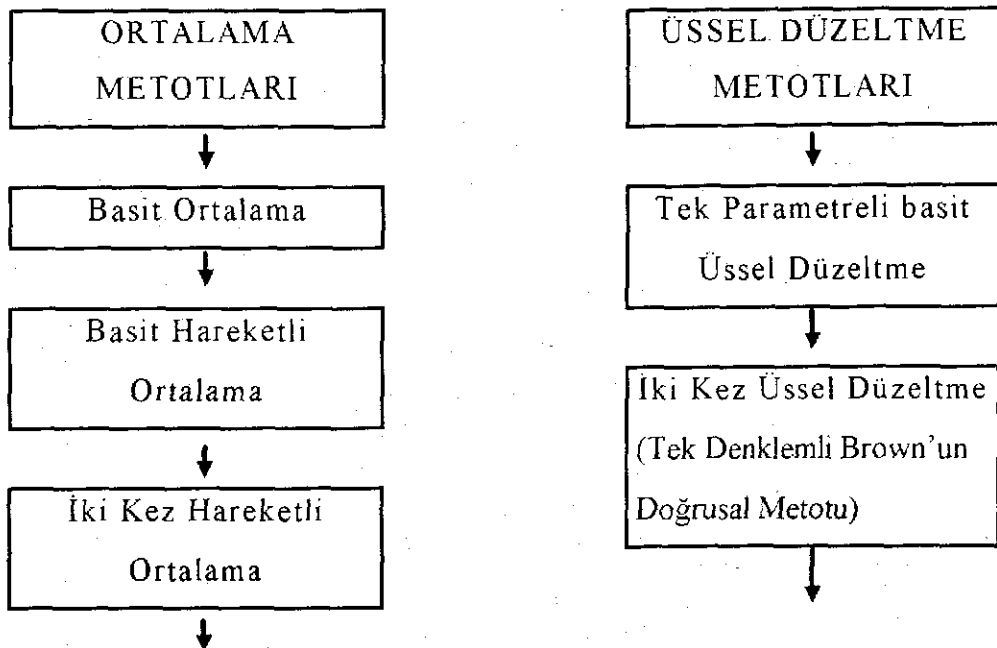 ORTALAMA
METOTLARI
Basit Ortalama
Basit Hareketli
Ortalama
İki Kez Hareketli
Ortalama
ÜSSEL DÜZELTME
METOTLARI
Tek Parametreli basit
Üssel Düzeltme
İki Kez Üssel Düzeltme
(Tek Denklemli Brown'un
Doğrusal Metotu)